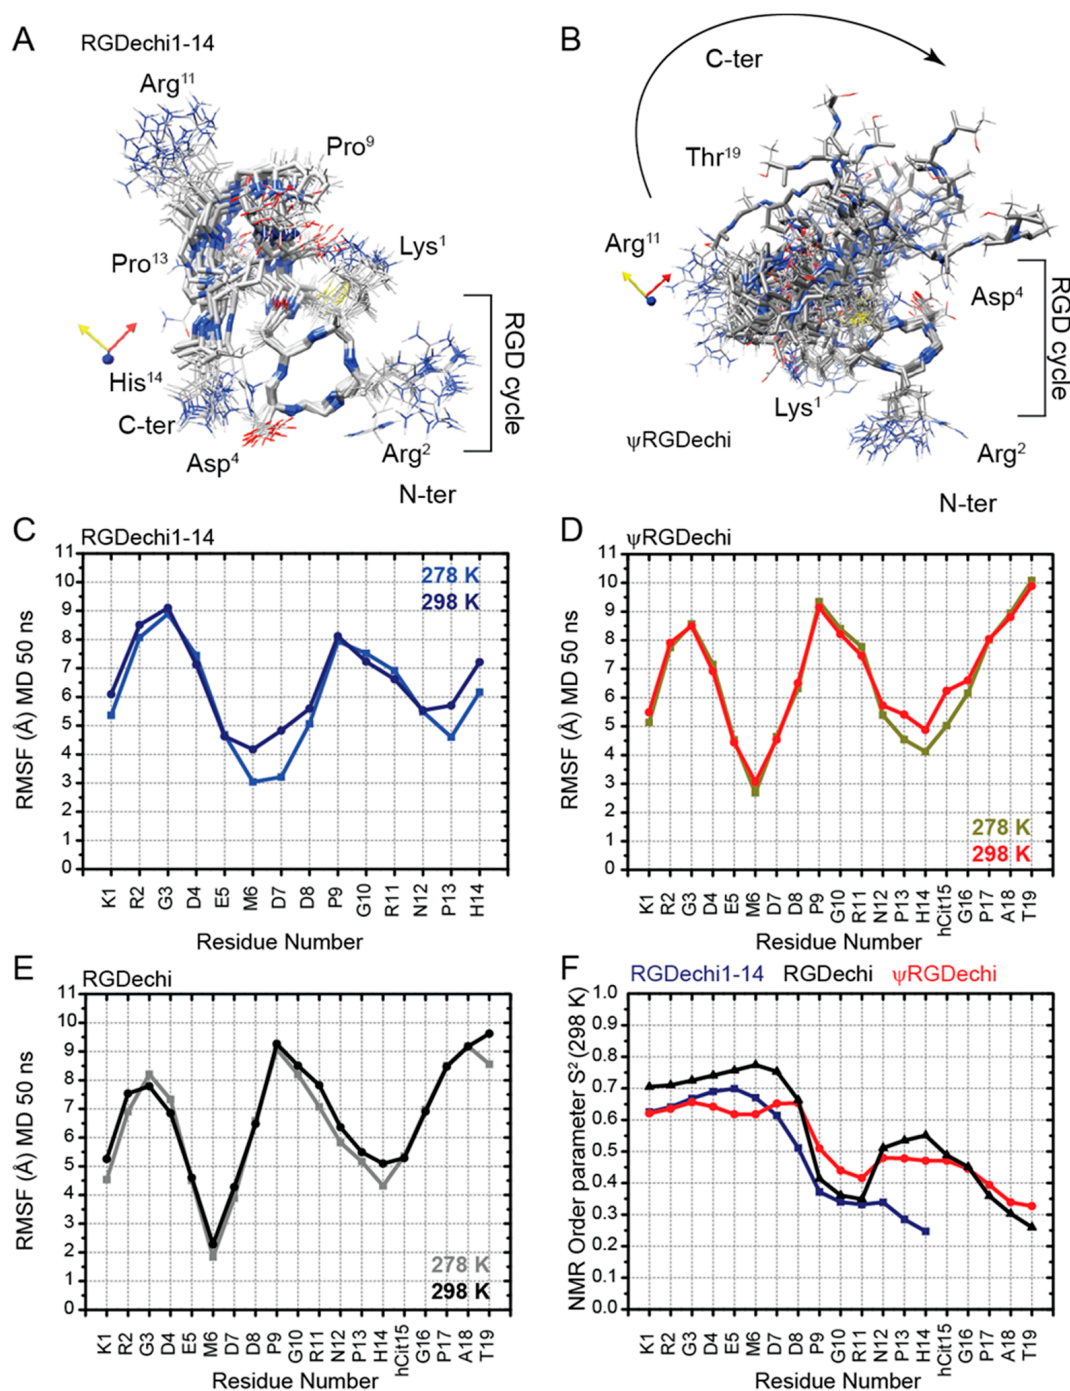 A
RGDechi1-14
Arg¹¹
Pro⁹
Lys¹
Pro¹³
His¹⁴
C-ter
Asp⁴
Arg²
N-ter
RGD cycle
B
C-ter
Thr¹⁹
Arg¹¹
Asp⁴
Lys¹
RGD cycle
ψRGDechi
Arg²
N-ter
C
RGDechi1-14
278 K
298 K
RMSF (Å) MD 50 ns
11
10
9
8
7
6
5
4
3
2
1
0
K1 R2 G3 D4 E5 M6 D7 D8 P9 G10 R11 N12 P13 H14
Residue Number
D
ψRGDechi
278 K
298 K
RMSF (Å) MD 50 ns
11
10
9
8
7
6
5
4
3
2
1
0
K1 R2 G3 D4 E5 M6 D7 D8 P9 G10 R11 N12 P13 H14 hCit15 G16 P17 A18 T19
Residue Number
E
RGDechi
278 K
298 K
RMSF (Å) MD 50 ns
11
10
9
8
7
6
5
4
3
2
1
0
K1 R2 G3 D4 E5 M6 D7 D8 P9 G10 R11 N12 P13 H14 hCit15 G16 P17 A18 T19
Residue Number
F
RGDechi1-14 RGDechi ψRGDechi
NMR Order parameter S² (298 K)
1.0
0.9
0.8
0.7
0.6
0.5
0.4
0.3
0.2
0.1
0.0
K1 R2 G3 D4 E5 M6 D7 D8 P9 G10 R11 N12 P13 H14 hCit15 G16 P17 A18 T19
Residue Number